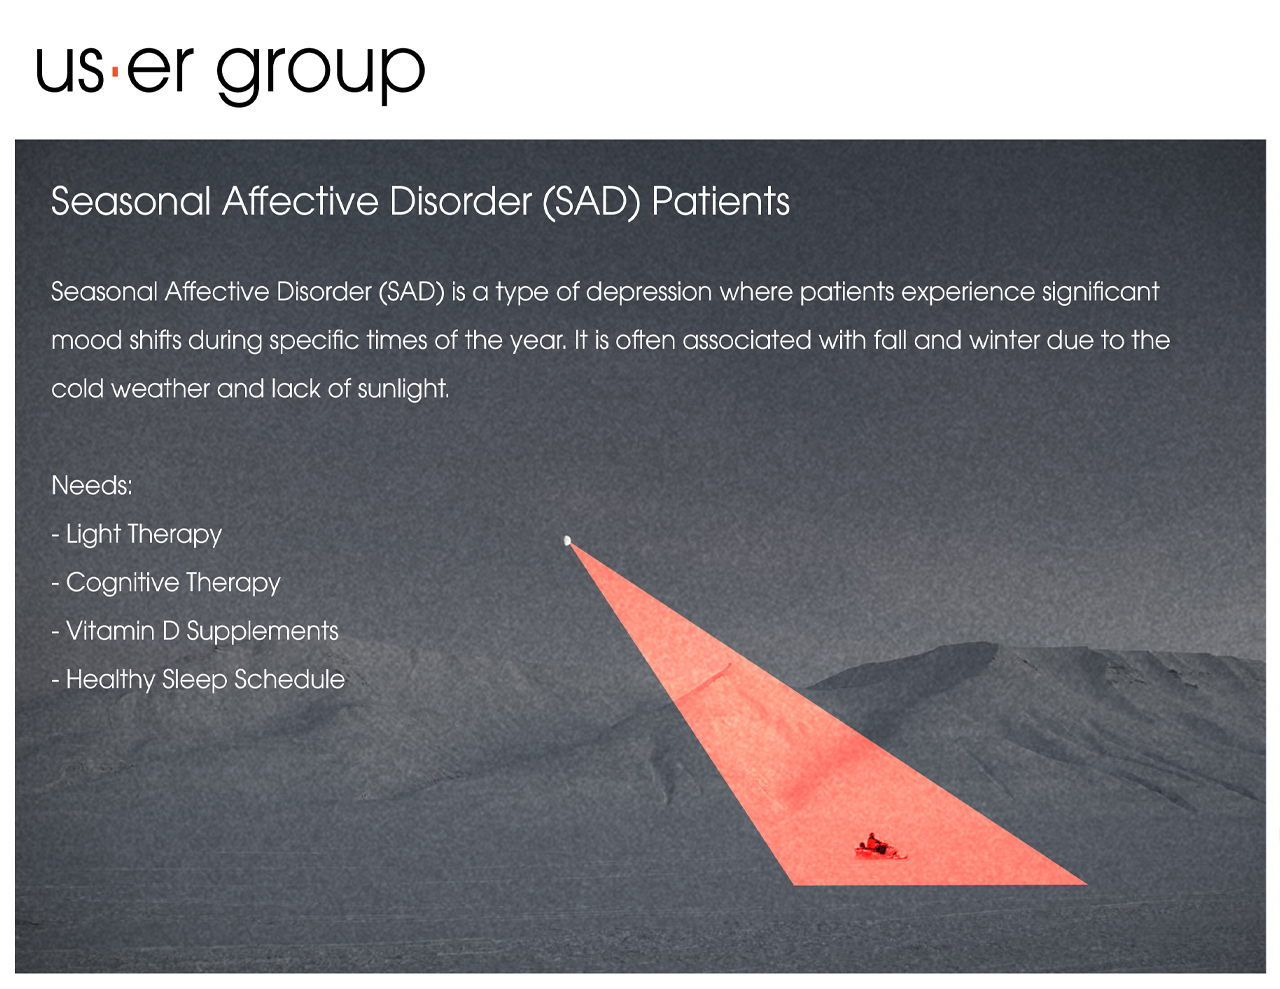 us·er group
Seasonal Affective Disorder (SAD) Patients
Seasonal Affective Disorder (SAD) is a type of depression where patients experience significant
mood shifts during specific times of the year. It is often associated with fall and winter due to the
cold weather and lack of sunlight.
Needs:
- Light Therapy
- Cognitive Therapy
- Vitamin D Supplements
- Healthy Sleep Schedule